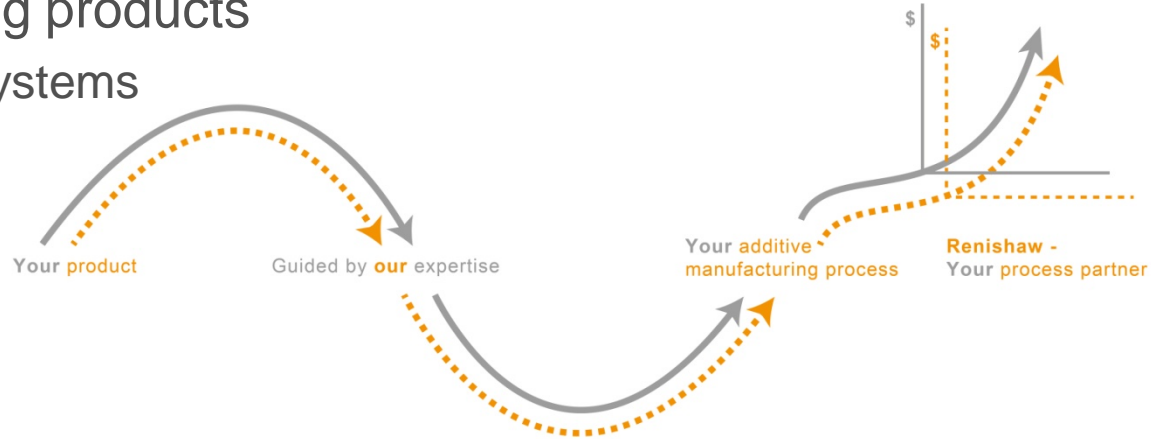 g products
ystems
$
$
Your product
Guided by our expertise
Your additive
manufacturing process
Renishaw -
Your process partner